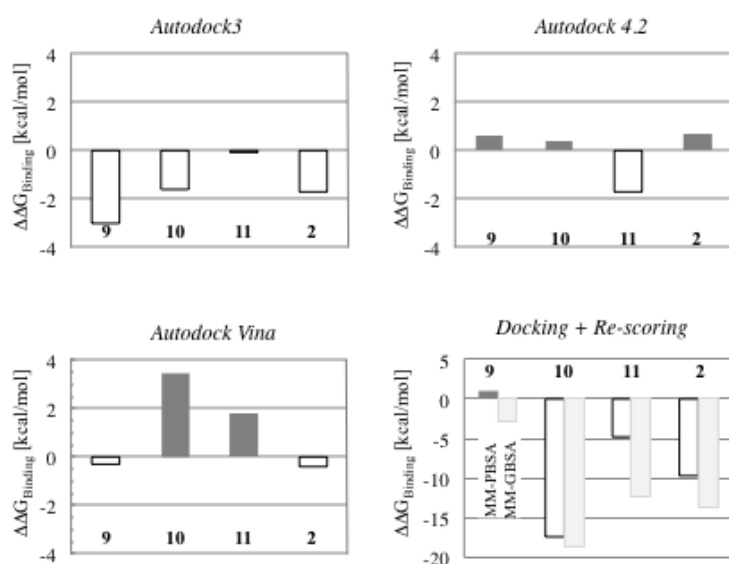 Autodock3
4
2
0
-2
-4
ΔΔG_Binding [kcal/mol]
9 10 11 2
Autodock 4.2
4
2
0
-2
-4
ΔΔG_Binding [kcal/mol]
9 10 11 2
Autodock Vina
4
2
0
-2
-4
ΔΔG_Binding [kcal/mol]
9 10 11 2
Docking + Re-scoring
5
0
-5
-10
-15
-20
ΔΔG_Binding [kcal/mol]
9 10 11 2
MM-PBSA
MM-GBSA